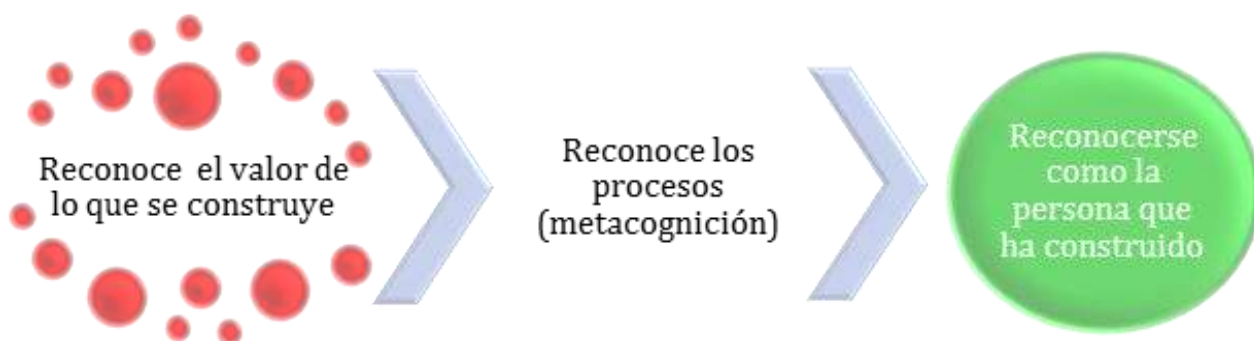 Reconoce el valor de
lo que se construye
Reconoce los
procesos
(metacognición)
Reconocerse
como la
persona que
ha construido